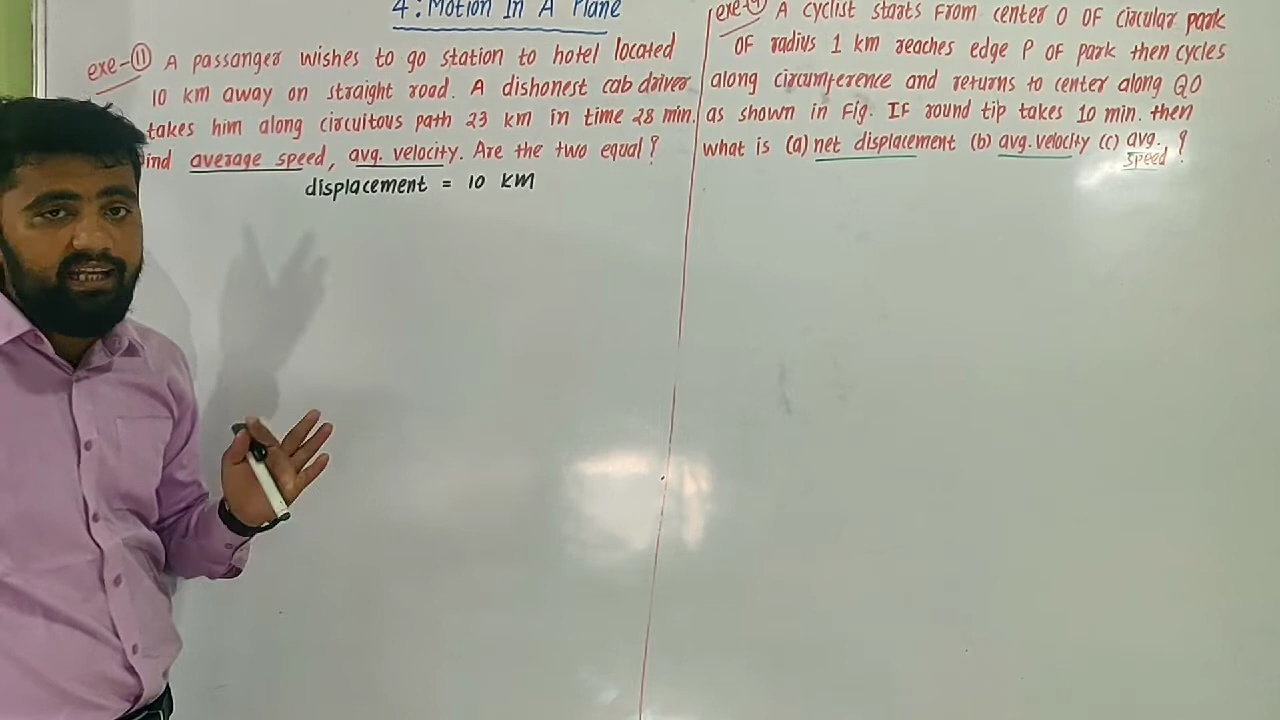 4: Motion In A Plane
exe-⑪ A passanger wishes to go station to hotel located
10 km away on straight road. A dishonest cab driver
takes him along circuitous path 23 km in time 28 min.
ind average speed, avg. velocity. Are the two equal?
displacement = 10 KM
exe- A cyclist starts From center O OF circular park
OF radius 1 km reaches edge P OF park then cycles
along circumference and returns to center along QO
as shown in Fig. IF round tip takes 10 min. then
what is (a) net displacement (b) avg. velocity (c) avg. speed ?